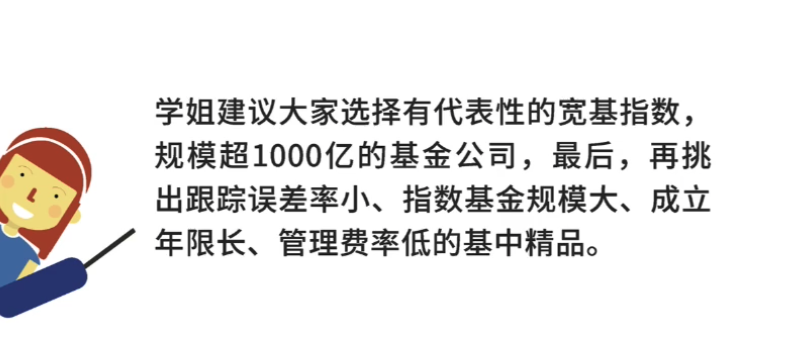 学姐建议大家选择有代表性的宽基指数，
规模超1000亿的基金公司，最后，再挑
出跟踪误差率小、指数基金规模大、成立
年限长、管理费率低的基中精品。